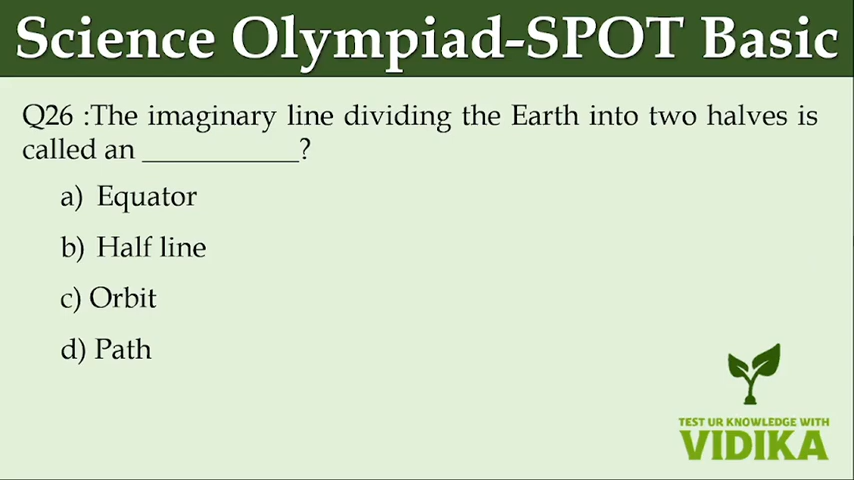 Science Olympiad-SPOT Basic
Q26 :The imaginary line dividing the Earth into two halves is
called an ___________?
a) Equator
b) Half line
c) Orbit
d) Path
TEST UR KNOWLEDGE WITH
VIDIKA